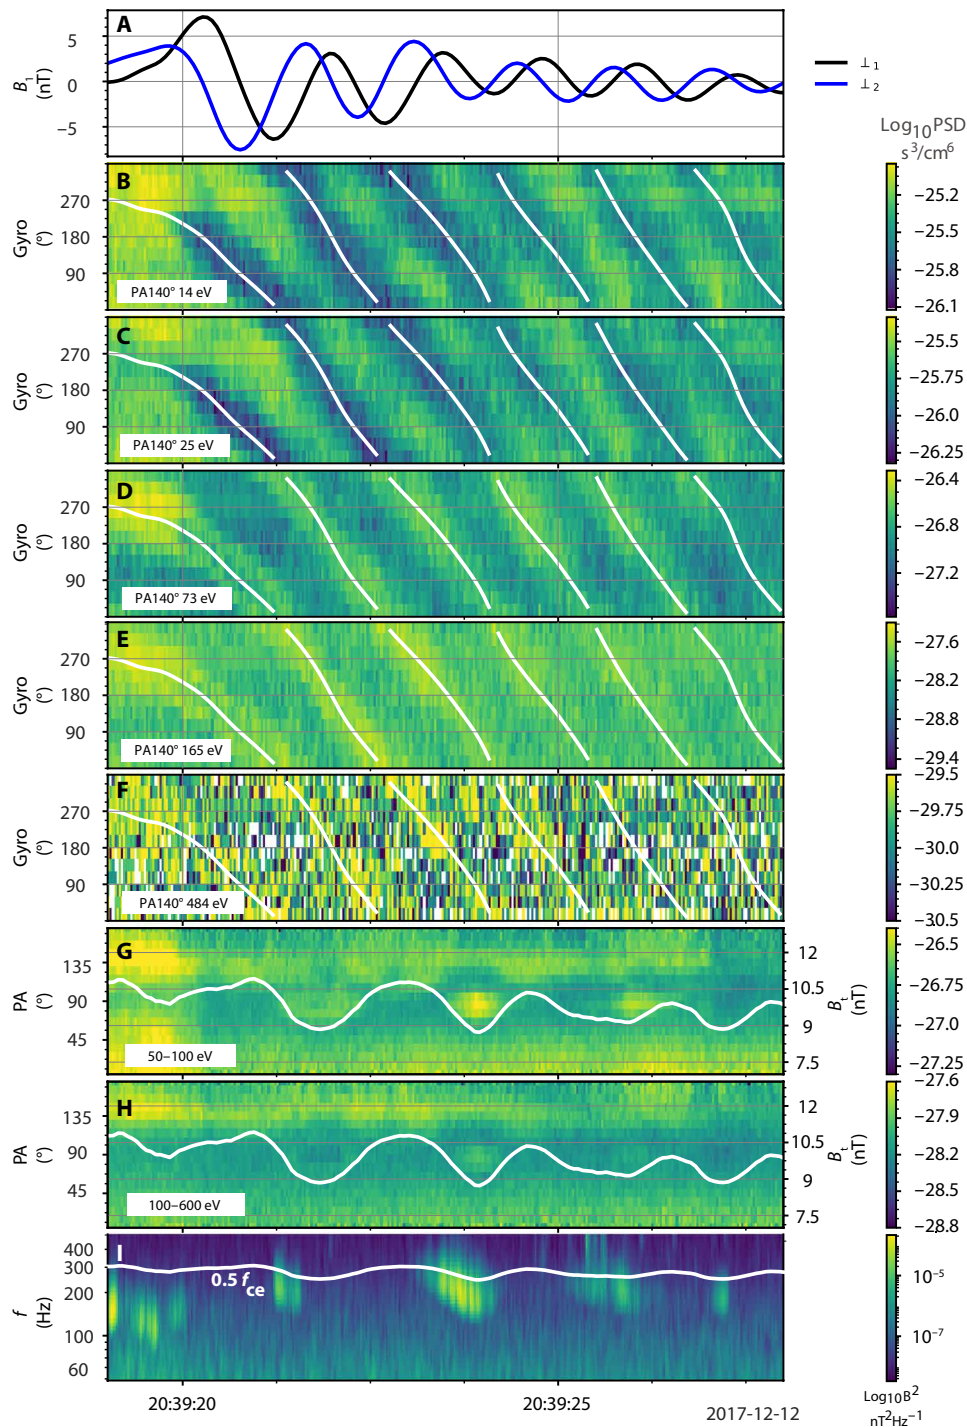 A
5
0
−5
B1
(nT)
⊥1
⊥2
Log10PSD
s3/cm6
B
270
180
90
Gyro
(°)
PA140° 14 eV
−25.2
−25.5
−25.8
−26.1
C
270
180
90
Gyro
(°)
PA140° 25 eV
−25.5
−25.75
−26.0
−26.25
D
270
180
90
Gyro
(°)
PA140° 73 eV
−26.4
−26.8
−27.2
E
270
180
90
Gyro
(°)
PA140° 165 eV
−27.6
−28.2
−28.8
−29.4
F
270
180
90
Gyro
(°)
PA140° 484 eV
−29.5
−29.75
−30.0
−30.25
−30.5
G
135
90
45
PA
(°)
50–100 eV
12
10.5
9
7.5
Bt
(nT)
−26.5
−26.75
−27.0
−27.25
H
135
90
45
PA
(°)
100–600 eV
12
10.5
9
7.5
Bt
(nT)
−27.6
−27.9
−28.2
−28.5
−28.8
I
400
300
200
100
60
f
(Hz)
0.5 fce
10−5
10−7
Log10B2
nT2Hz−1
20:39:20
20:39:25
2017-12-12